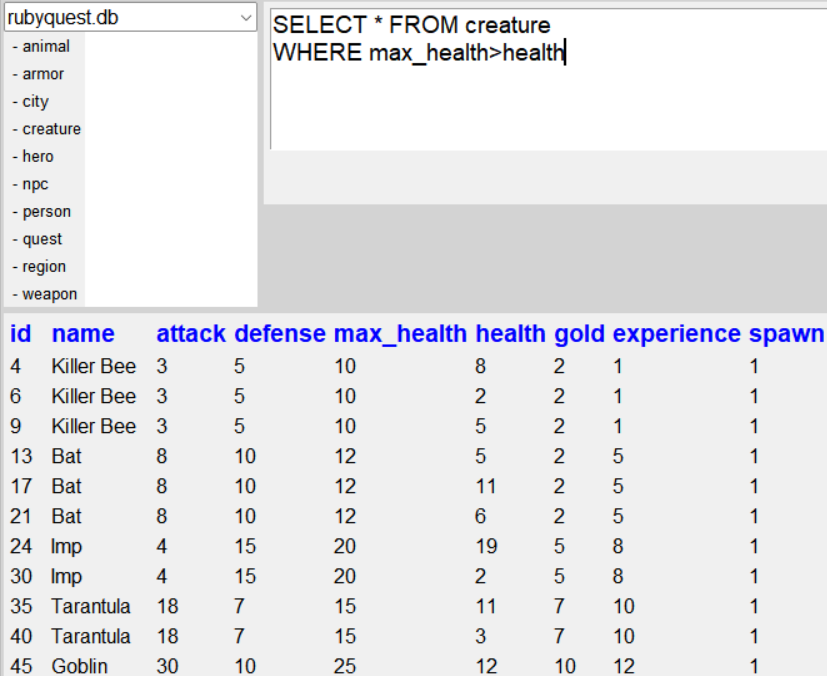 rubyquest.db
- animal
- armor
- city
- creature
- hero
- npc
- person
- quest
- region
- weapon
SELECT * FROM creature
WHERE max_health>health
id name attack defense max_health health gold experience spawn
4 Killer Bee 3 5 10 8 2 1 1
6 Killer Bee 3 5 10 2 2 1 1
9 Killer Bee 3 5 10 5 2 1 1
13 Bat 8 10 12 5 2 5 1
17 Bat 8 10 12 11 2 5 1
21 Bat 8 10 12 6 2 5 1
24 Imp 4 15 20 19 5 8 1
30 Imp 4 15 20 2 5 8 1
35 Tarantula 18 7 15 11 7 10 1
40 Tarantula 18 7 15 3 7 10 1
45 Goblin 30 10 25 12 10 12 1